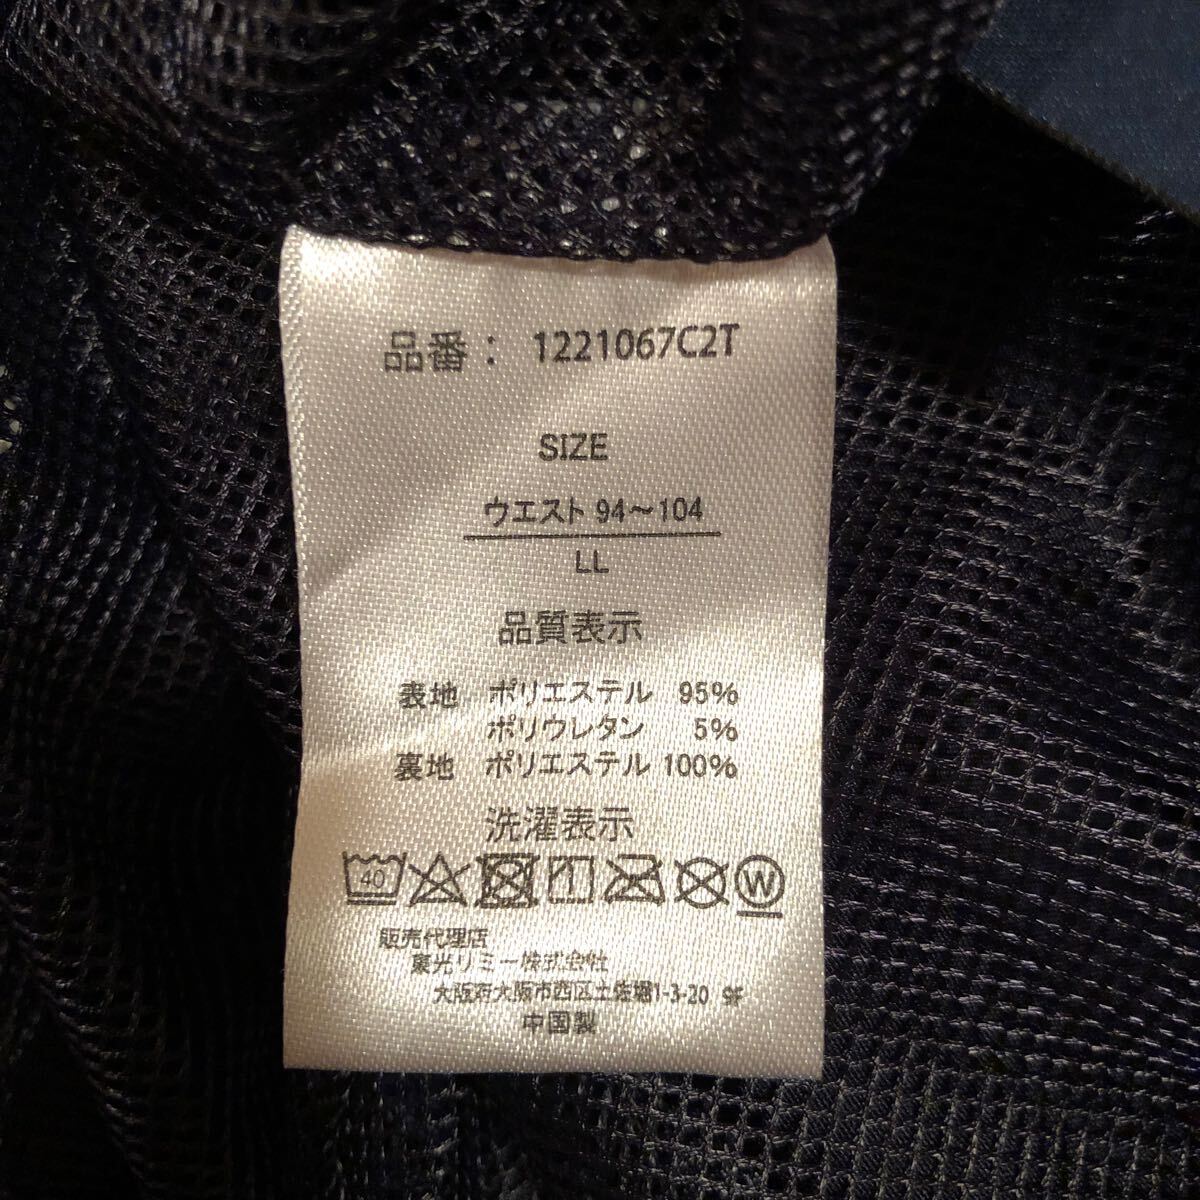 品番： 1221067C2T
SIZE
ウエスト 94～104
LL
品質表示
表地 ポリエステル 95%
ポリウレタン 5%
裏地 ポリエステル 100%
洗濯表示
40 W
販売代理店
東光リミー株式会社
大阪府大阪市西区土佐堀1-3-20 9F
中国製